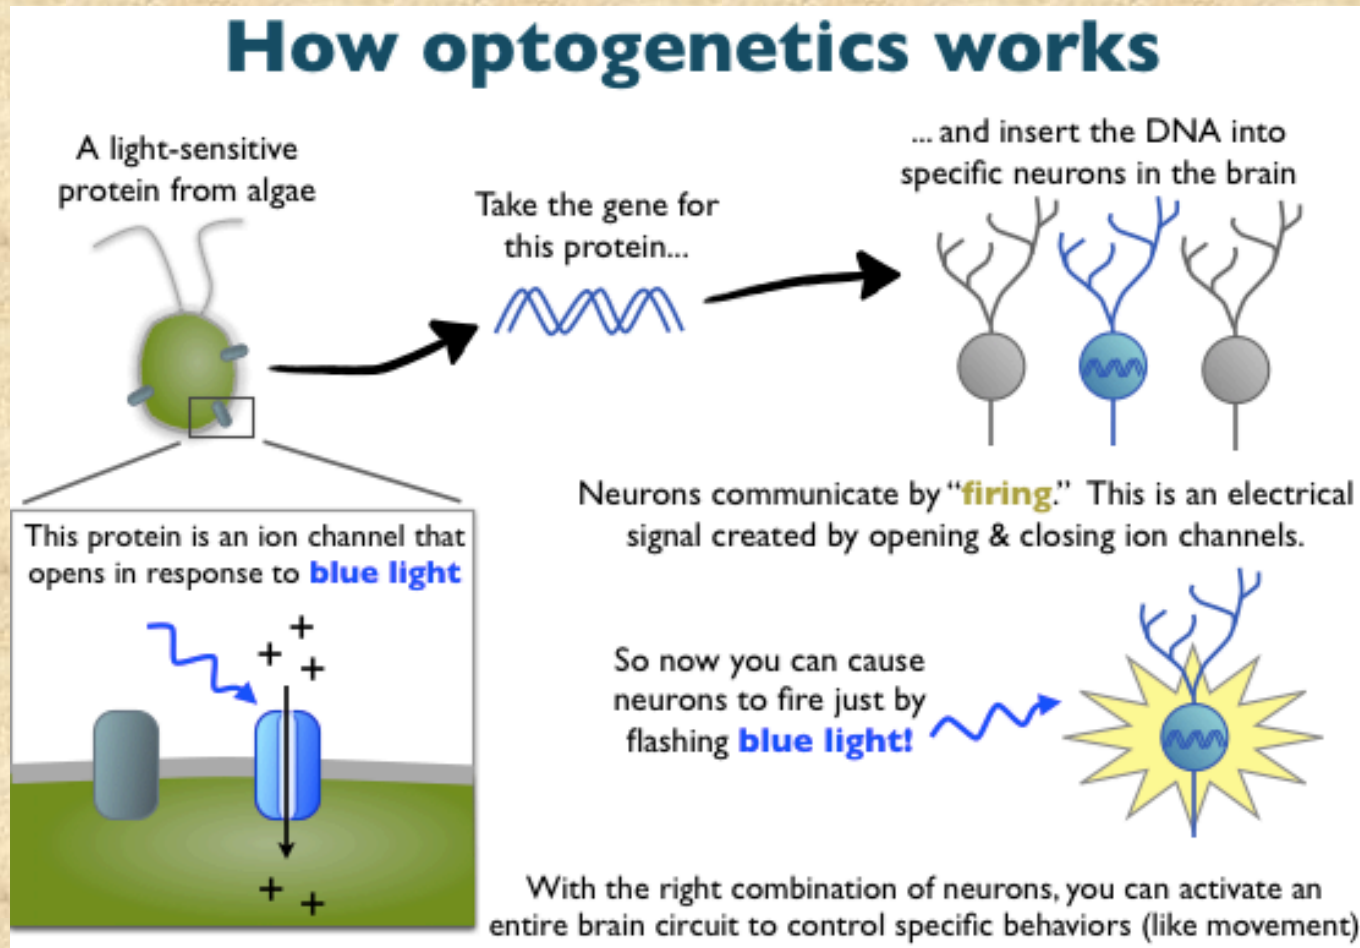 How optogenetics works
A light-sensitive
protein from algae
Take the gene for
this protein...
... and insert the DNA into
specific neurons in the brain
This protein is an ion channel that
opens in response to blue light
+
+
+
+
+
Neurons communicate by “firing.” This is an electrical
signal created by opening & closing ion channels.
So now you can cause
neurons to fire just by
flashing blue light!
With the right combination of neurons, you can activate an
entire brain circuit to control specific behaviors (like movement)